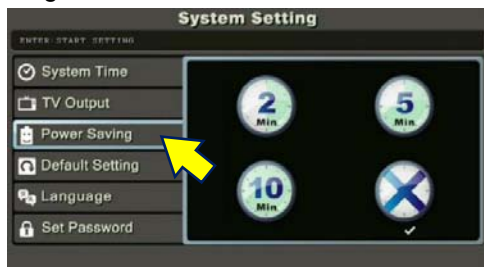 System Setting
ENTER:START SETTING
System Time
TV Output
Power Saving
Default Setting
Language
Set Password
2 Min.
5 Min.
10 Min.